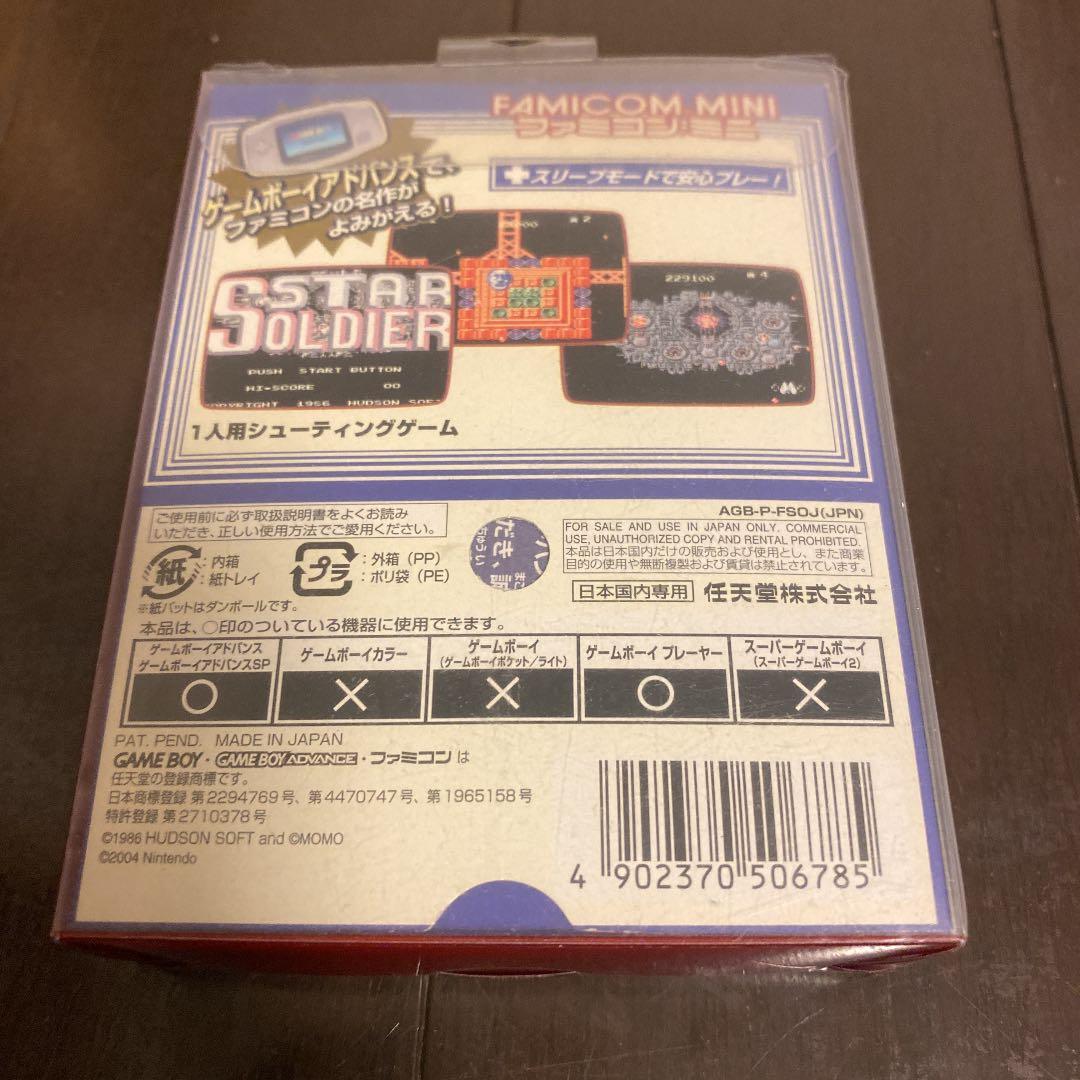 FAMICOM MINI
ファミコンミニ
ゲームボーイアドバンスで、
ファミコンの名作が
よみがえる!
スリープモードで安心プレー!
2
229100 4
STAR
SOLDIER
PUSH START BUTTON
HI-SCORE 00
COPYRIGHT 1986 HUDSON SOFT
1人用シューティングゲーム
AGB-P-FSOJ(JPN)
ご使用前に必ず取扱説明書をよくお読み
いただき、正しい使用方法でご愛用ください。
FOR SALE AND USE IN JAPAN ONLY. COMMERCIAL
USE, UNAUTHORIZED COPY AND RENTAL PROHIBITED.
本品は日本国内だけの販売および使用とし、また商業
目的の使用や無断複製および賃貸は禁止されています。
紙
:内箱
:紙トレイ
プラ
:外箱(PP)
:ポリ袋(PE)
だき、
ちゅうい
※紙パットはダンボールです。
日本国内専用 任天堂株式会社
本品は、○印のついている機器に使用できます。
ゲームボーイアドバンス
ゲームボーイアドバンスSP
○
ゲームボーイカラー
×
ゲームボーイ
(ゲームボーイポケット/ライト)
×
ゲームボーイ プレーヤー
○
スーパーゲームボーイ
(スーパーゲームボーイ2)
×
PAT. PEND. MADE IN JAPAN
GAME BOY・GAME BOY ADVANCE・ファミコンは
任天堂の登録商標です。
日本商標登録 第2294769号、第4470747号、第1965158号
特許登録 第2710378号
©1986 HUDSON SOFT and ©MOMO
©2004 Nintendo
4 902370 506785